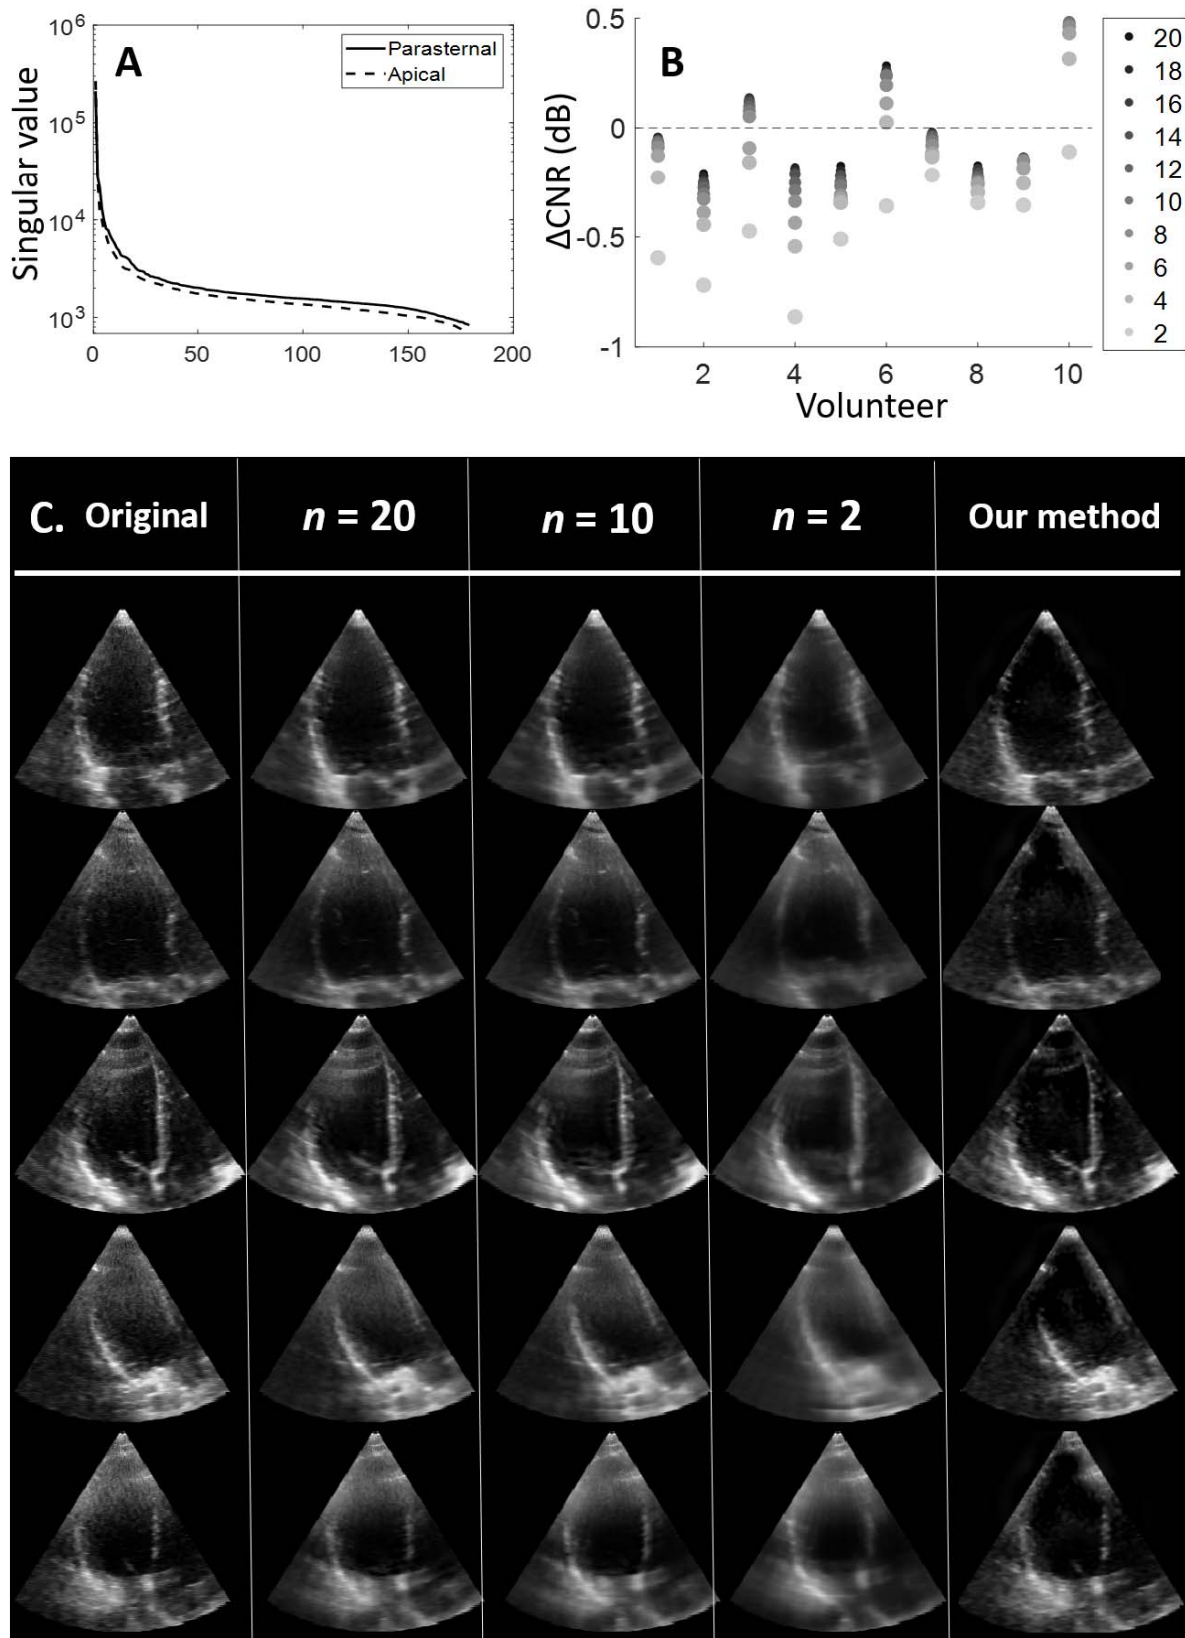 A
Singular value
10^6
10^5
10^4
10^3
0 50 100 150 200
Parasternal
Apical
B
ΔCNR (dB)
0.5
0
-0.5
-1
2 4 6 8 10
Volunteer
20
18
16
14
12
10
8
6
4
2
C. Original n = 20 n = 10 n = 2 Our method